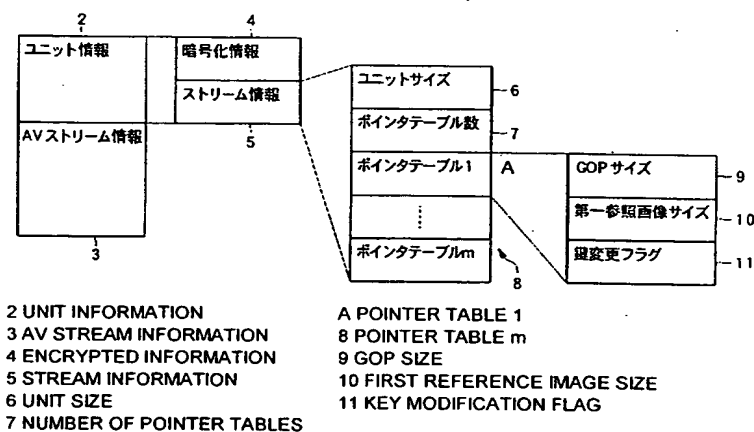 2
4
ユニット情報
暗号化情報
ストリーム情報
AVストリーム情報
5
3
ユニットサイズ
6
ポインタテーブル数
7
ポインタテーブル1
A
ポインタテーブルm
8
GOPサイズ
9
第一参照画像サイズ
10
鍵変更フラグ
11
2 UNIT INFORMATION
3 AV STREAM INFORMATION
4 ENCRYPTED INFORMATION
5 STREAM INFORMATION
6 UNIT SIZE
7 NUMBER OF POINTER TABLES
A POINTER TABLE 1
8 POINTER TABLE m
9 GOP SIZE
10 FIRST REFERENCE IMAGE SIZE
11 KEY MODIFICATION FLAG